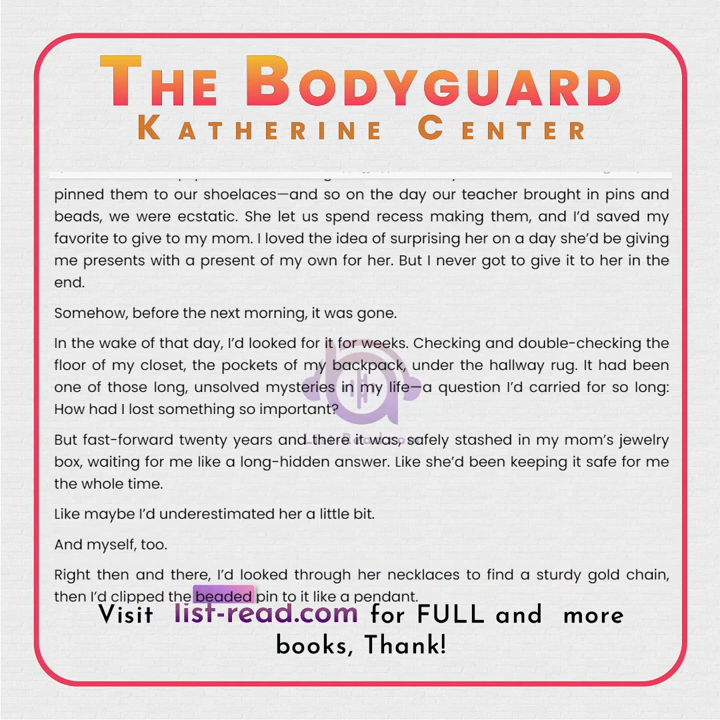 THE BODYGUARD
KATHERINE CENTER
pinned them to our shoelaces—and so on the day our teacher brought in pins and
beads, we were ecstatic. She let us spend recess making them, and I’d saved my
favorite to give to my mom. I loved the idea of surprising her on a day she’d be giving
me presents with a present of my own for her. But I never got to give it to her in the
end.
Somehow, before the next morning, it was gone.
In the wake of that day, I’d looked for it for weeks. Checking and double-checking the
floor of my closet, the pockets of my backpack, under the hallway rug. It had been
one of those long, unsolved mysteries in my life—a question I’d carried for so long:
How had I lost something so important?
But fast-forward twenty years and there it was, safely stashed in my mom’s jewelry
box, waiting for me like a long-hidden answer. Like she’d been keeping it safe for me
the whole time.
Like maybe I’d underestimated her a little bit.
And myself, too.
Right then and there, I’d looked through her necklaces to find a sturdy gold chain,
then I’d clipped the beaded pin to it like a pendant.
Visit list-read.com for FULL and more
books, Thank!